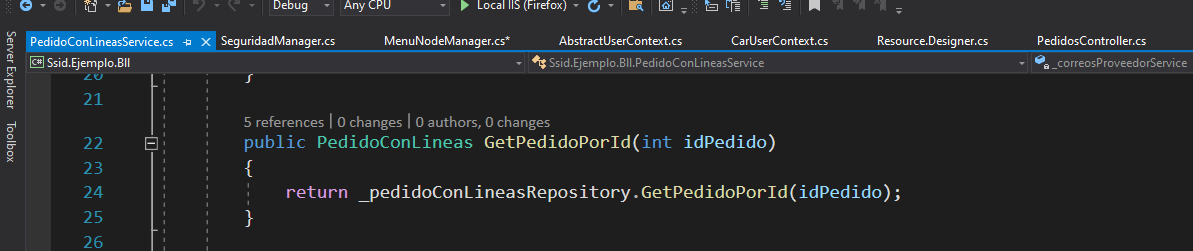 Debug Any CPU Local IIS (Firefox)
Server Explorer
Toolbox
PedidoConLineasService.cs SeguridadManager.cs MenuNodeManager.cs* AbstractUserContext.cs CarUserContext.cs Resource.Designer.cs PedidosController.cs
C# Ssid.Ejemplo.Bll Ssid.Ejemplo.Bll.PedidoConLineasService _correosProveedorService
20 }
21
5 references | 0 changes | 0 authors, 0 changes
22 public PedidoConLineas GetPedidoPorId(int idPedido)
23 {
24 return _pedidoConLineasRepository.GetPedidoPorId(idPedido);
25 }
26